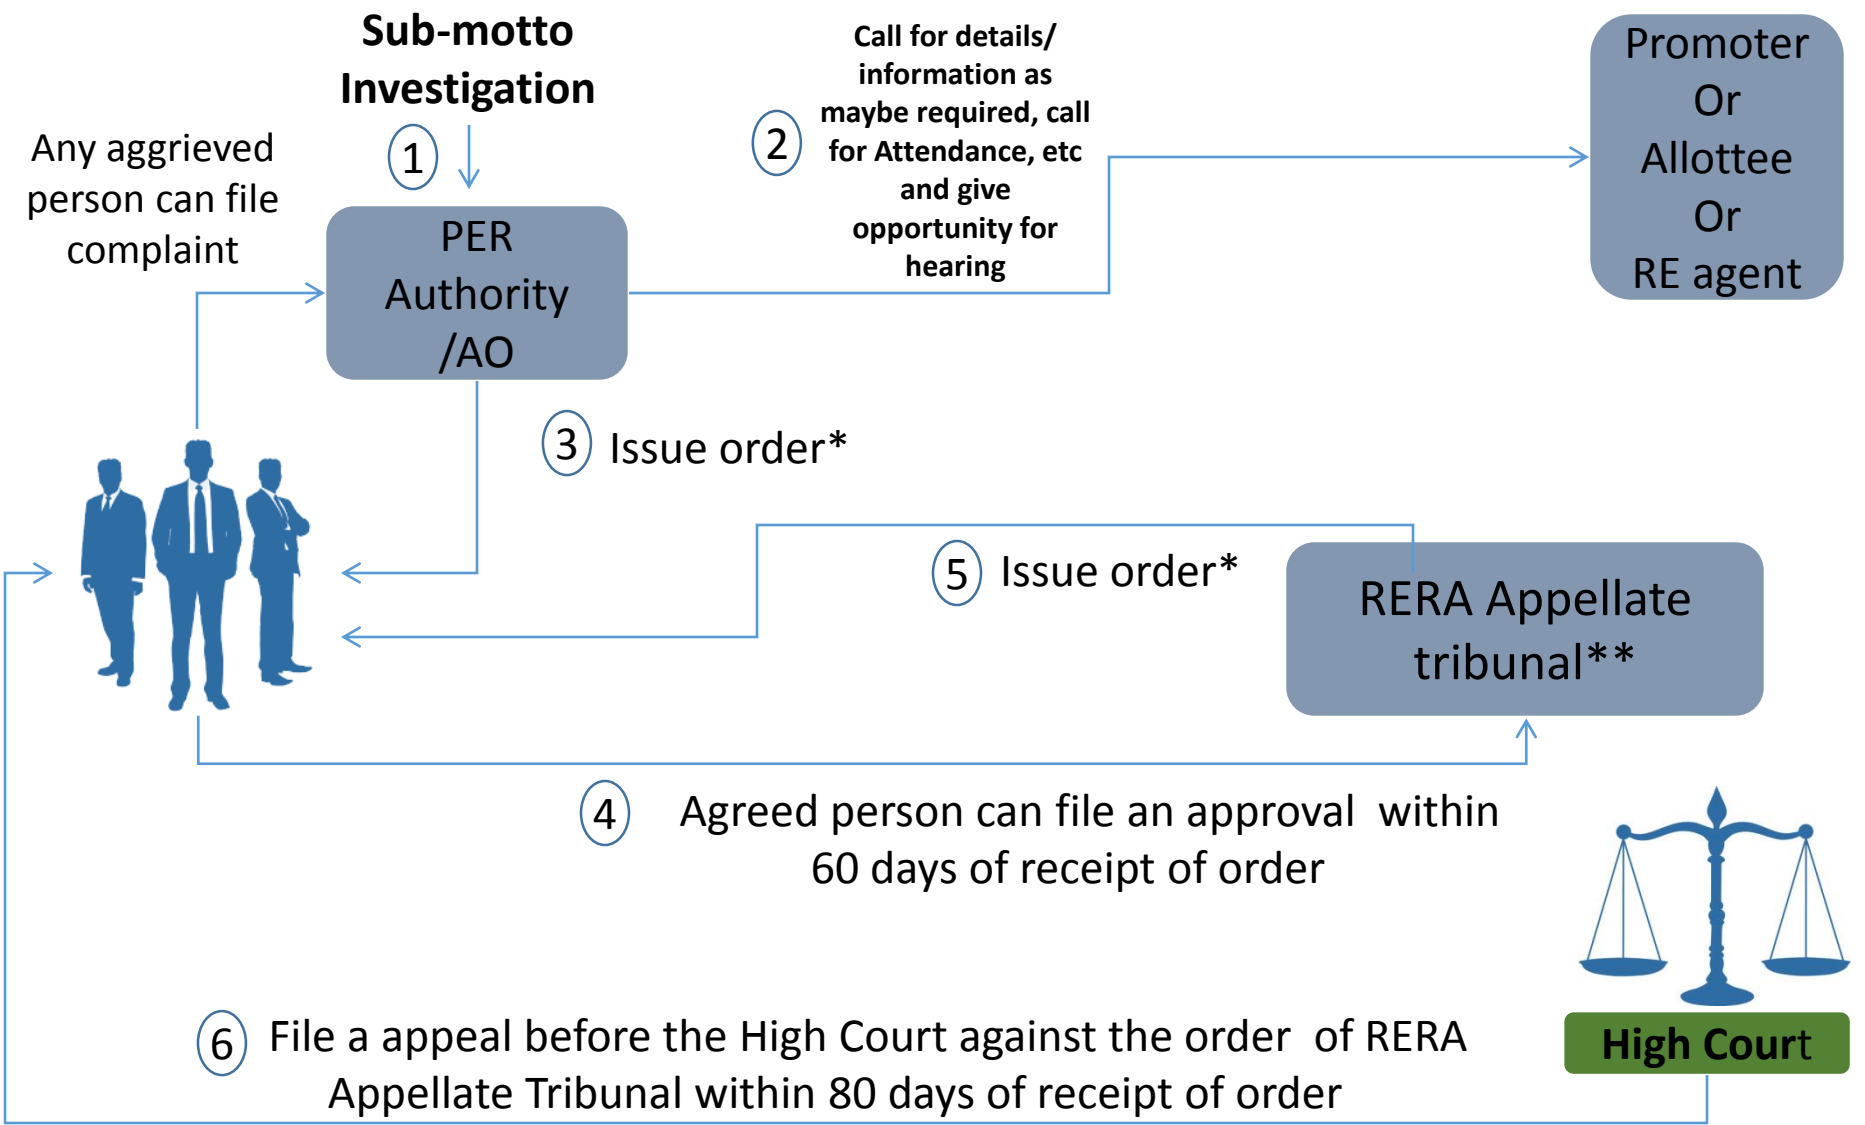 Sub-motto
Investigation
Call for details/
information as
maybe required, call
for Attendance, etc
and give
opportunity for
hearing
2
Promoter
Or
Allottee
Or
RE agent
Any aggrieved
person can file
complaint
1
PER
Authority
/AO
3 Issue order*
5 Issue order*
RERA Appellate
tribunal**
4 Agreed person can file an approval within
60 days of receipt of order
6 File a appeal before the High Court against the order of RERA
Appellate Tribunal within 80 days of receipt of order
High Court